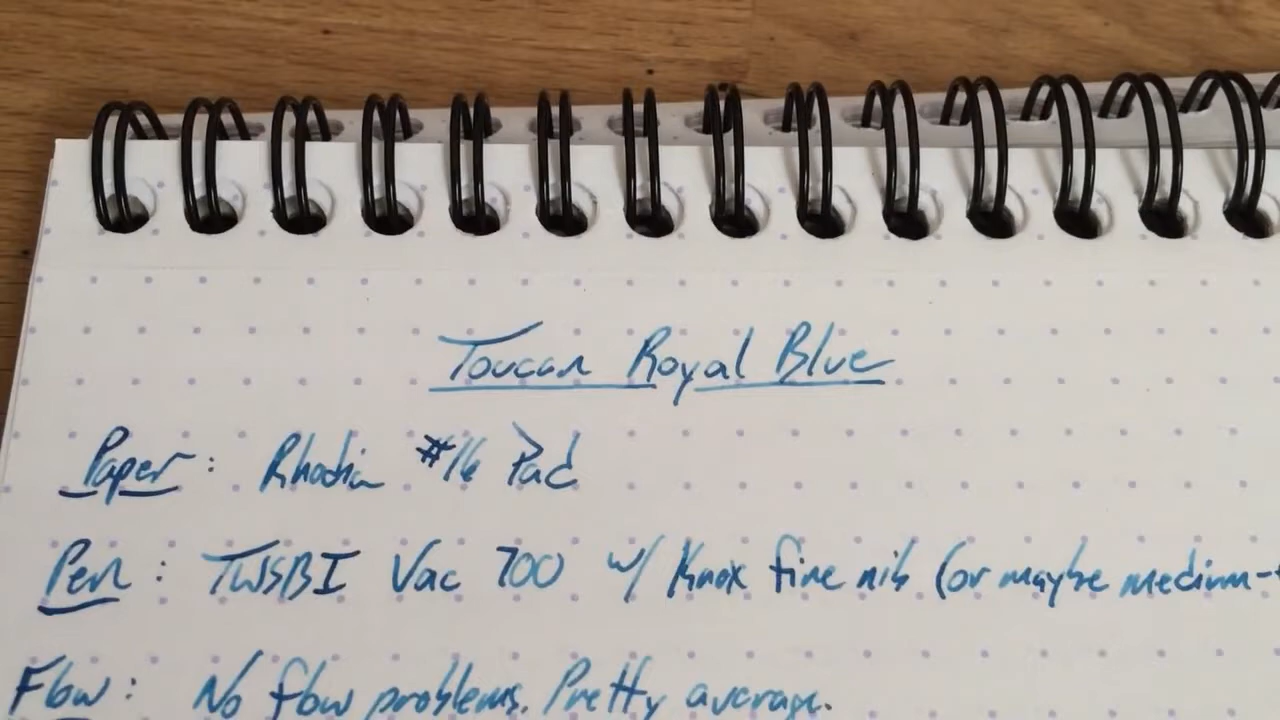 Toucan Royal Blue
Paper: Rhodia #16 Pad
Pen: TWSBI Vac 700 w/ Knox fine nib (or maybe medium-
Flow: No flow problems. Pretty average.